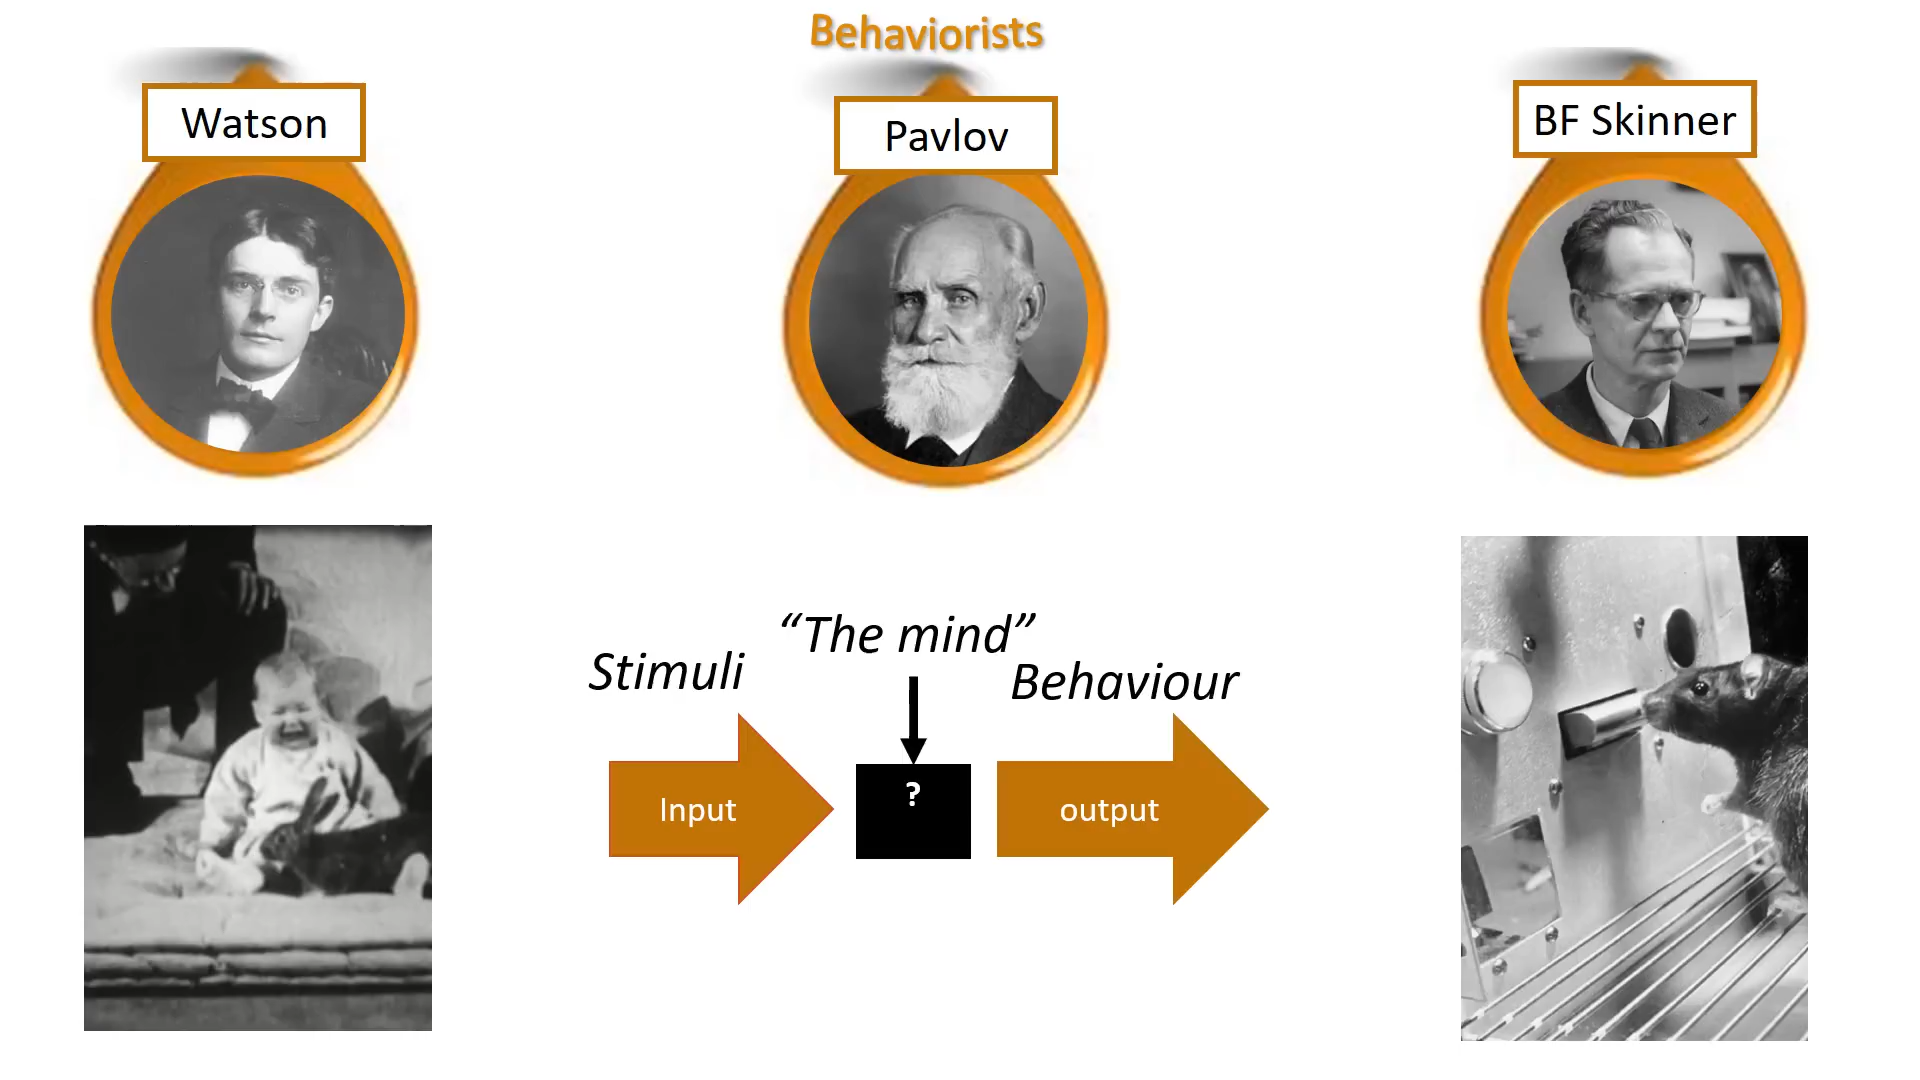 Behaviorists
Watson
Pavlov
BF Skinner
“The mind”
Stimuli
Behaviour
Input
?
output